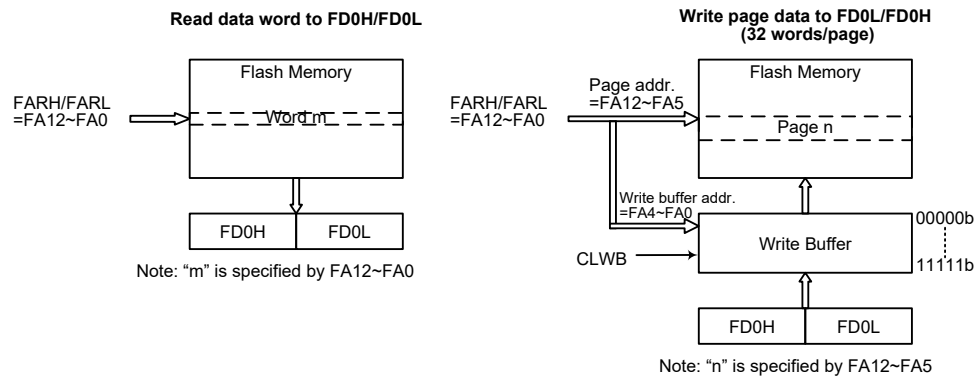 Read data word to FD0H/FD0L
Flash Memory
FARH/FARL
=FA12~FA0
Word m
FD0H
FD0L
Note: “m” is specified by FA12~FA0
Write page data to FD0L/FD0H
(32 words/page)
Flash Memory
FARH/FARL
=FA12~FA0
Page addr.
=FA12~FA5
Page n
Write buffer addr.
=FA4~FA0
Write Buffer
00000b
11111b
CLWB
FD0H
FD0L
Note: “n” is specified by FA12~FA5